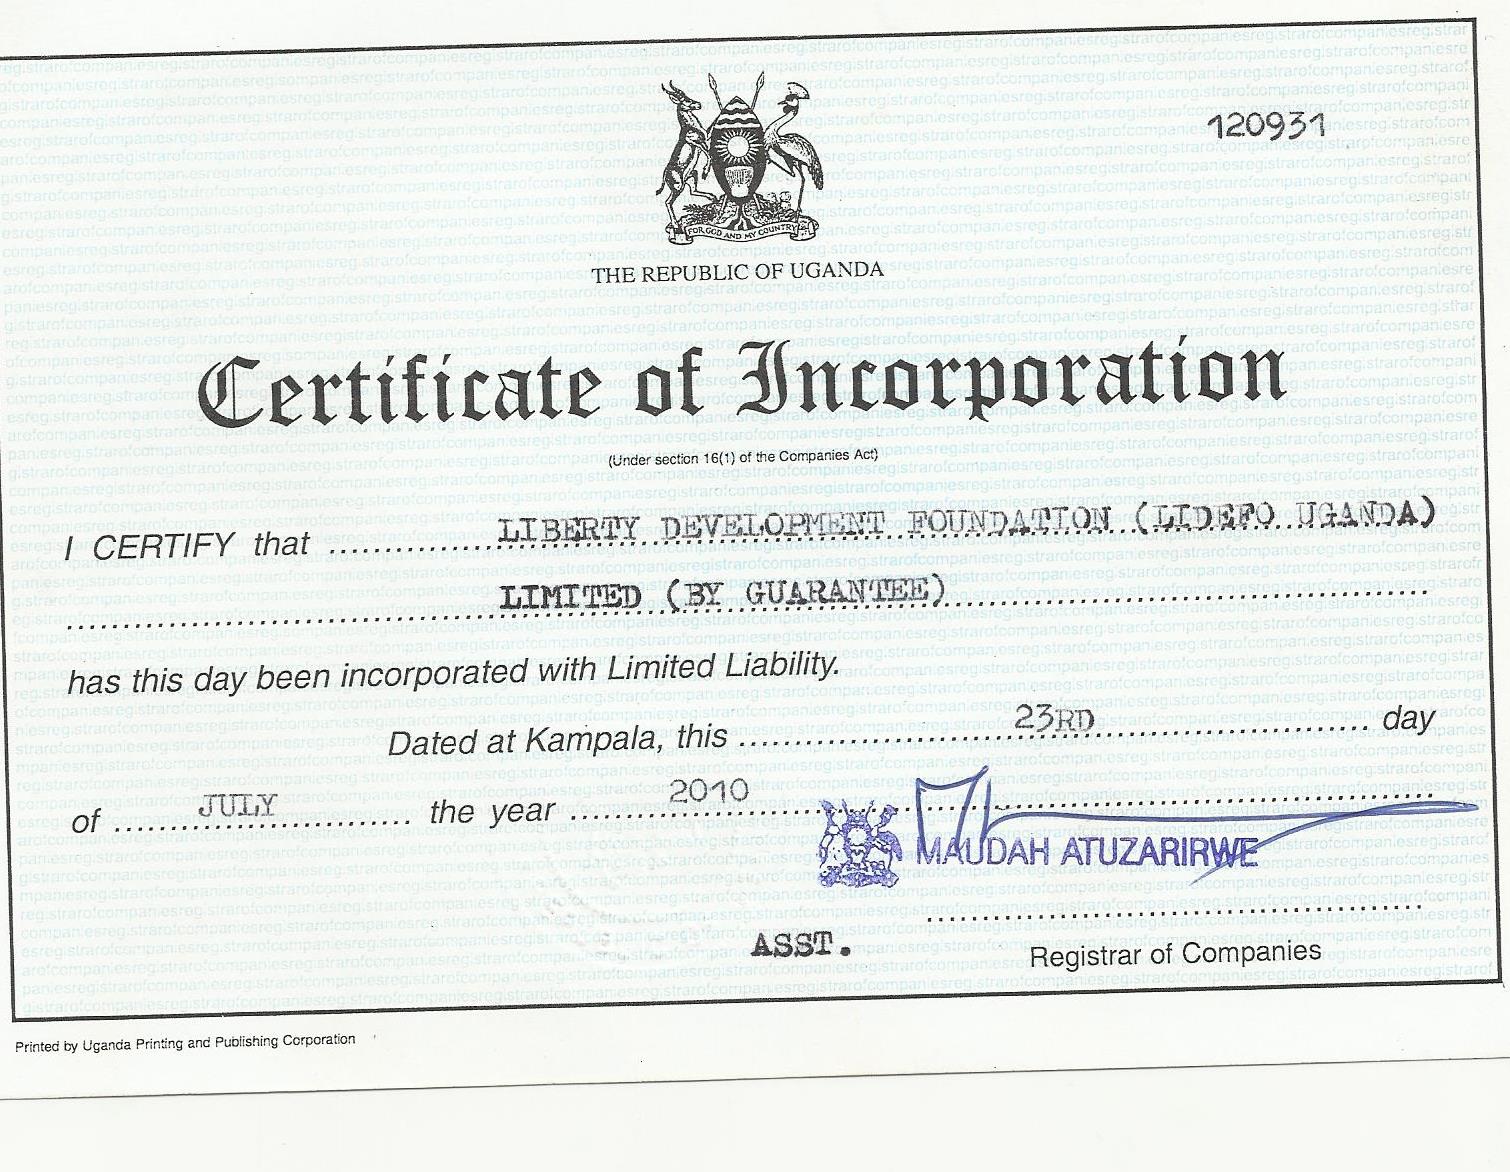 120931
FOR GOD AND MY COUNTRY
THE REPUBLIC OF UGANDA
Certificate of Incorporation
(Under section 16(1) of the Companies Act)
I CERTIFY that LIBERTY DEVELOPMENT FOUNDATION (LIDEFO UGANDA)
LIMITED (BY GUARANTEE)
has this day been incorporated with Limited Liability.
Dated at Kampala, this 23RD day
of JULY the year 2010
MAUDAH ATUZARIRWE
ASST. Registrar of Companies
Printed by Uganda Printing and Publishing Corporation